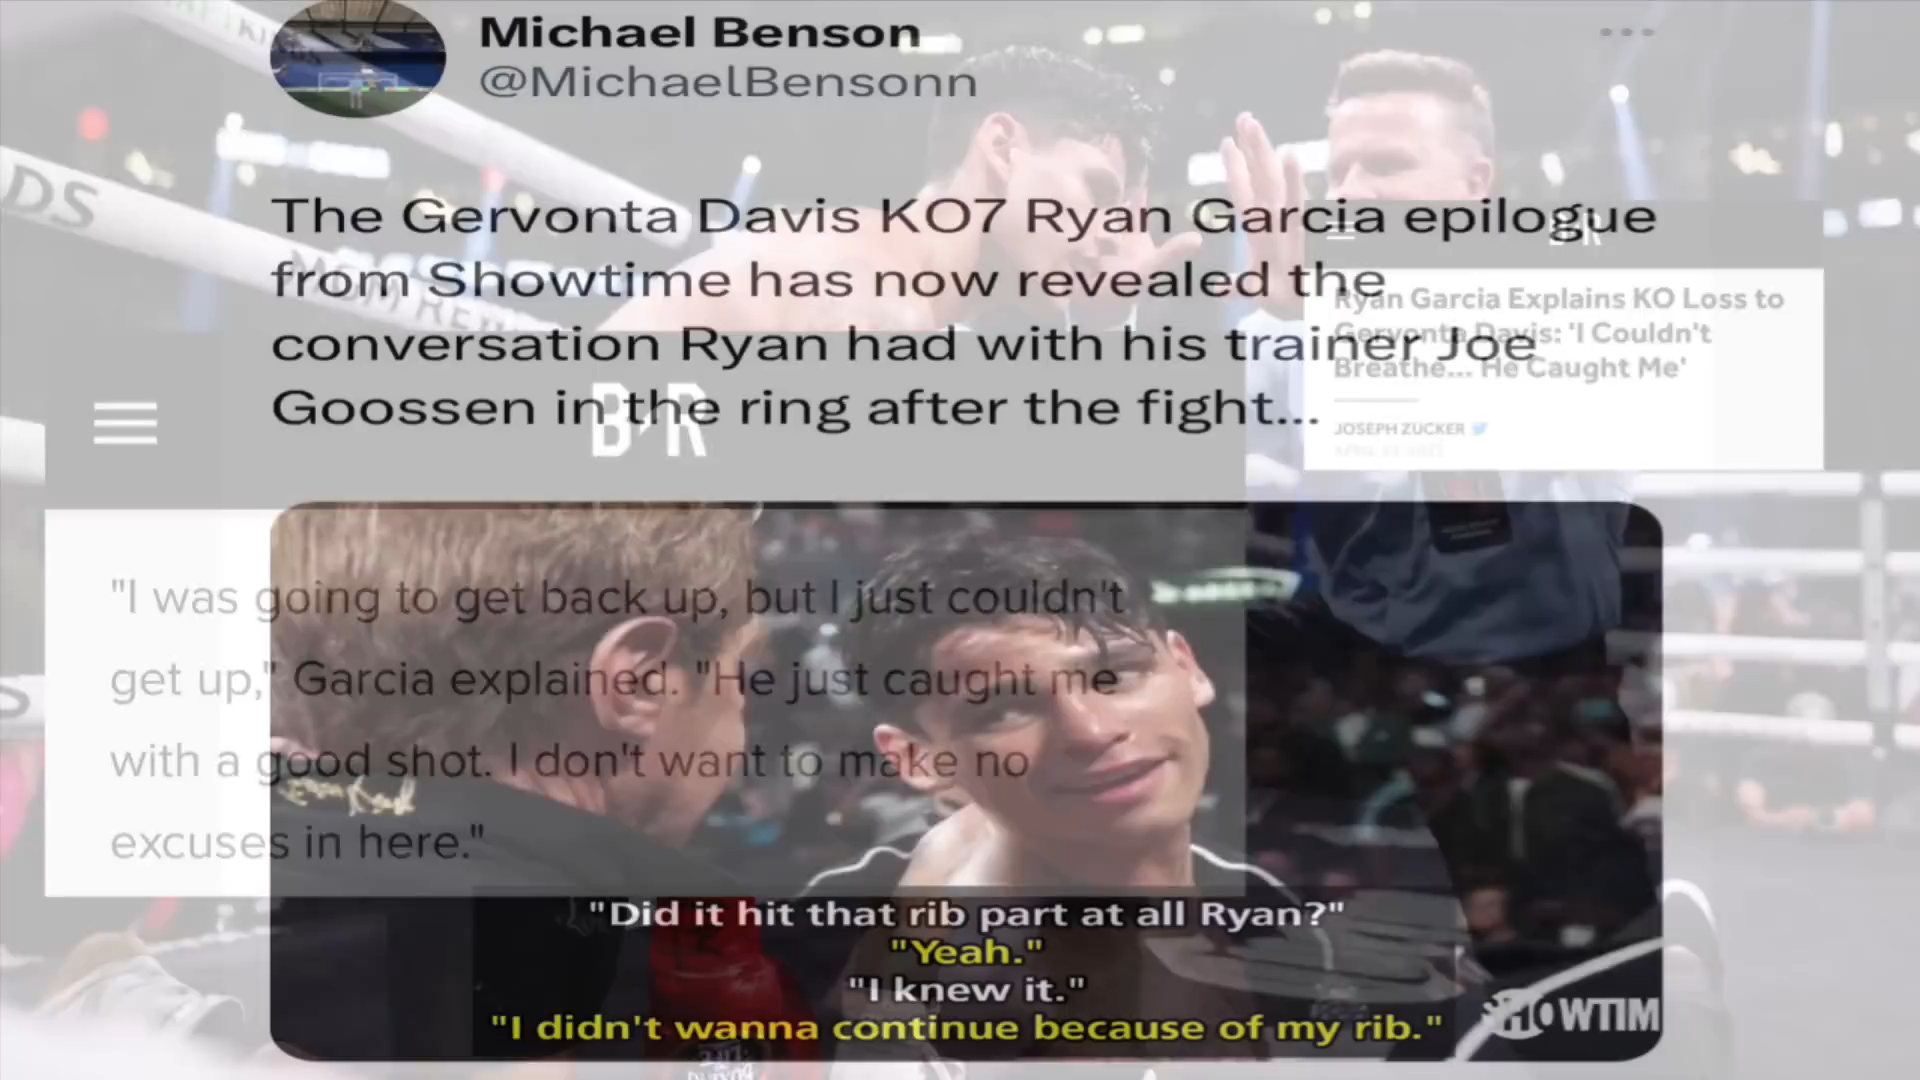 Michael Benson
@MichaelBensonn
The Gervonta Davis KO7 Ryan Garcia epilogue
from Showtime has now revealed the
conversation Ryan had with his trainer Joe
Goossen in the ring after the fight...
DS
B/R
Ryan Garcia Explains KO Loss to
Gervonta Davis: 'I Couldn't
Breathe... He Caught Me'
JOSEPH ZUCKER
B/R
"I was going to get back up, but I just couldn't
get up," Garcia explained. "He just caught me
with a good shot. I don't want to make no
excuses in here."
"Did it hit that rib part at all Ryan?"
"Yeah."
"I knew it."
"I didn't wanna continue because of my rib."
SHOWTIM